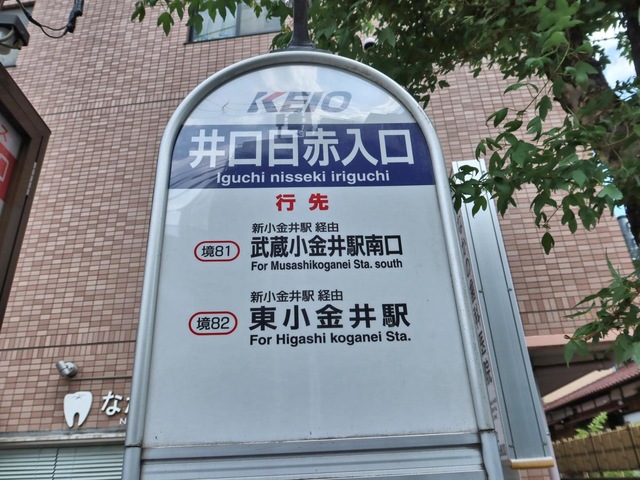 KEIO
井口日赤入口
Iguchi nisseki iriguchi
行先
新小金井駅 経由
境81 武蔵小金井駅南口
For Musashikoganei Sta. south
新小金井駅 経由
境82 東小金井駅
For Higashi koganei Sta.